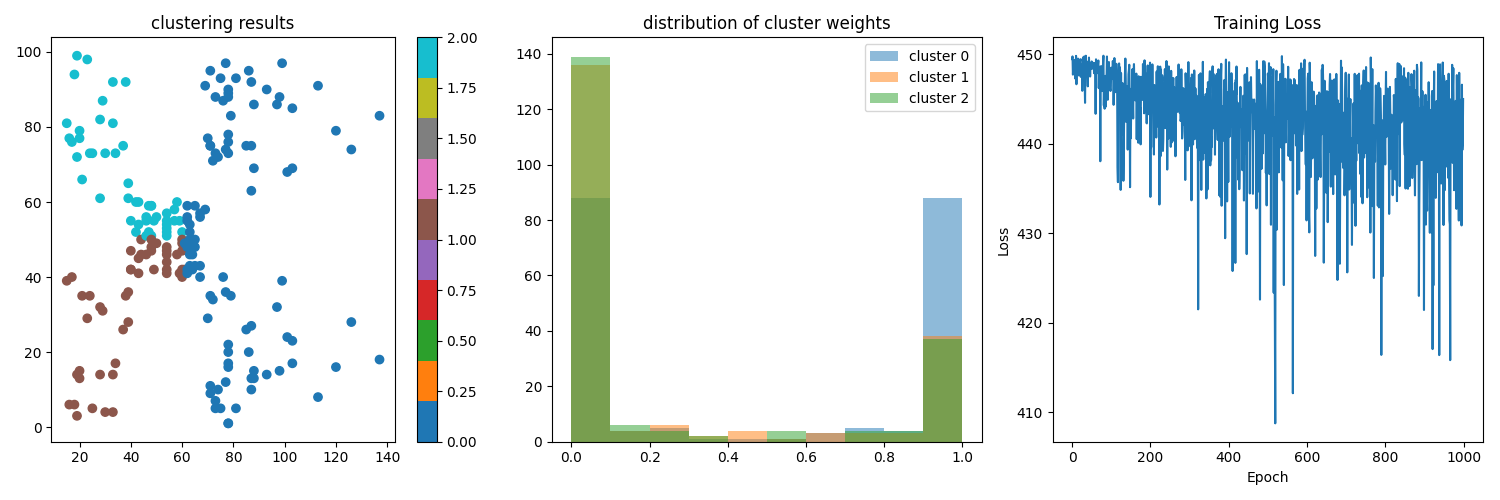 clustering results
100
80
60
40
20
0
20 40 60 80 100 120 140
2.00
1.75
1.50
1.25
1.00
0.75
0.50
0.25
0.00
distribution of cluster weights
140
120
100
80
60
40
20
0
0.0 0.2 0.4 0.6 0.8 1.0
cluster 0
cluster 1
cluster 2
Training Loss
Loss
450
440
430
420
410
0 200 400 600 800 1000
Epoch